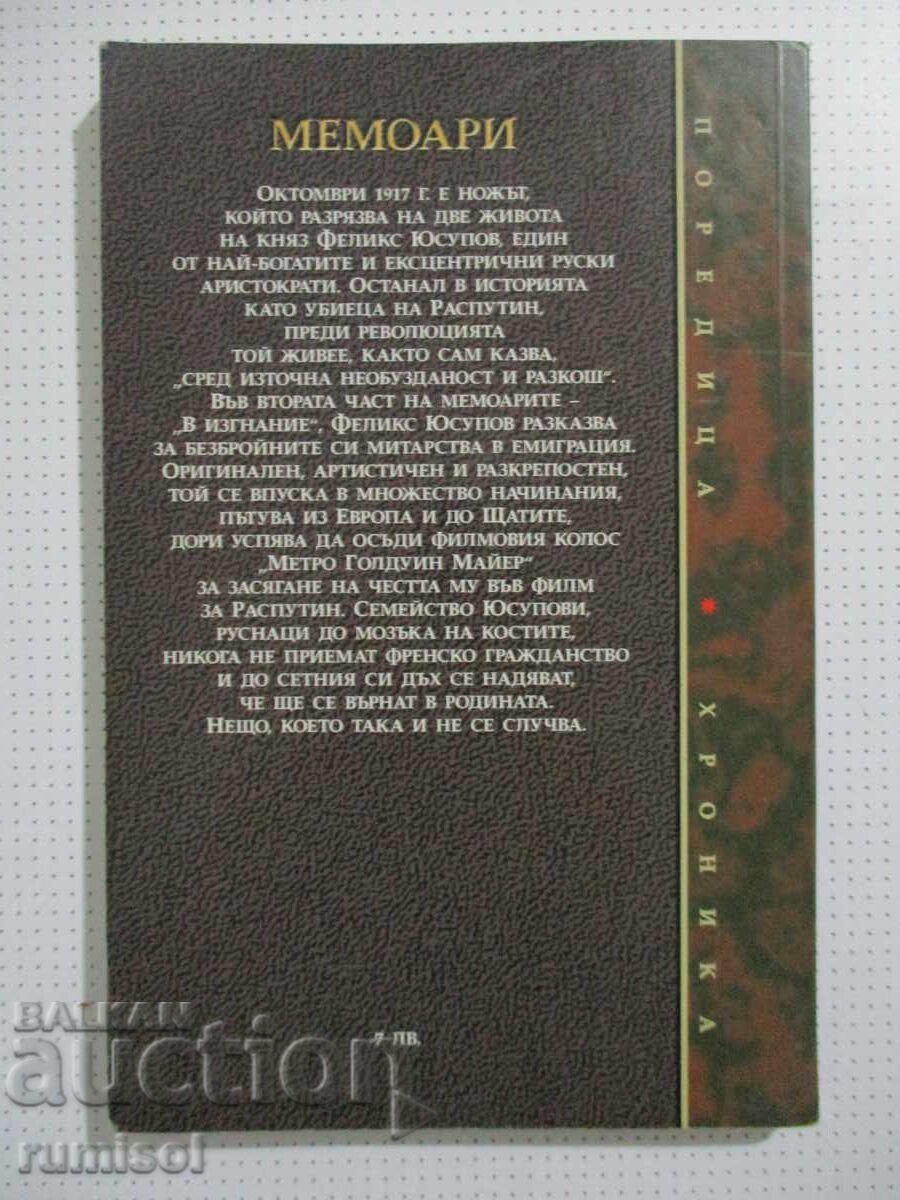 МЕМОАРИ
ОКТОМВРИ 1917 Г. Е НОЖЪТ,
КОЙТО РАЗРЯЗВА НА ДВЕ ЖИВОТА
НА КНЯЗ ФЕЛИКС ЮСУПОВ, ЕДИН
ОТ НАЙ-БОГАТИТЕ И ЕКСЦЕНТРИЧНИ РУСКИ
АРИСТОКРАТИ. ОСТАНАЛ В ИСТОРИЯТА
КАТО УБИЕЦА НА РАСПУТИН,
ПРЕДИ РЕВОЛЮЦИЯТА
ТОЙ ЖИВЕЕ, КАКТО САМ КАЗВА,
„СРЕД ИЗТОЧНА НЕОБУЗДАНОСТ И РАЗКОШ“.
ВЪВ ВТОРАТА ЧАСТ НА МЕМОАРИТЕ –
„В ИЗГНАНИЕ“, ФЕЛИКС ЮСУПОВ РАЗКАЗВА
ЗА БЕЗБРОЙНИТЕ СИ МИТАРСТВА В ЕМИГРАЦИЯ.
ОРИГИНАЛЕН, АРТИСТИЧЕН И РАЗКРЕПОСТЕН,
ТОЙ СЕ ВПУСКА В МНОЖЕСТВО НАЧИНАНИЯ,
ПЪТУВА ИЗ ЕВРОПА И ДО ЩАТИТЕ,
ДОРИ УСПЯВА ДА ОСЪДИ ФИЛМОВИЯ КОЛОС
„МЕТРО ГОЛДУИН МАЙЕР“
ЗА ЗАСЯГАНЕ НА ЧЕСТТА МУ ВЪВ ФИЛМ
ЗА РАСПУТИН. СЕМЕЙСТВО ЮСУПОВИ,
РУСНАЦИ ДО МОЗЪКА НА КОСТИТЕ,
НИКОГА НЕ ПРИЕМАТ ФРЕНСКО ГРАЖДАНСТВО
И ДО СЕТНИЯ СИ ДЪХ СЕ НАДЯВАТ,
ЧЕ ЩЕ СЕ ВЪРНАТ В РОДИНАТА.
НЕЩО, КОЕТО ТАКА И НЕ СЕ СЛУЧВА.
7 ЛВ.
ПОРЕДИЦА * ХРОНИКА
BALKAN
auction
rumisol